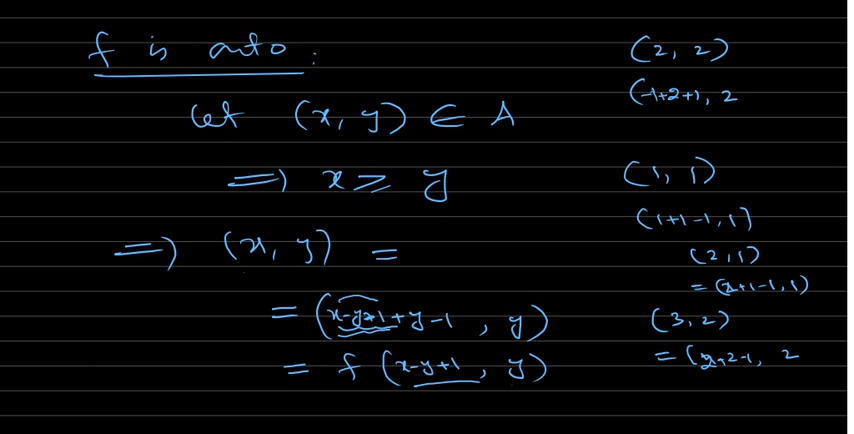 f is onto :
let (x, y) ∈ A
⟹ x ≥ y
⟹ (x, y) =
= (x-y+1+y-1 , y)
= f (x-y+1 , y)
(2, 2)
(-1+2+1, 2
(1, 1)
(1+1-1, 1)
(2, 1)
= (2+1-1, 1)
(3, 2)
= (2+2-1, 2